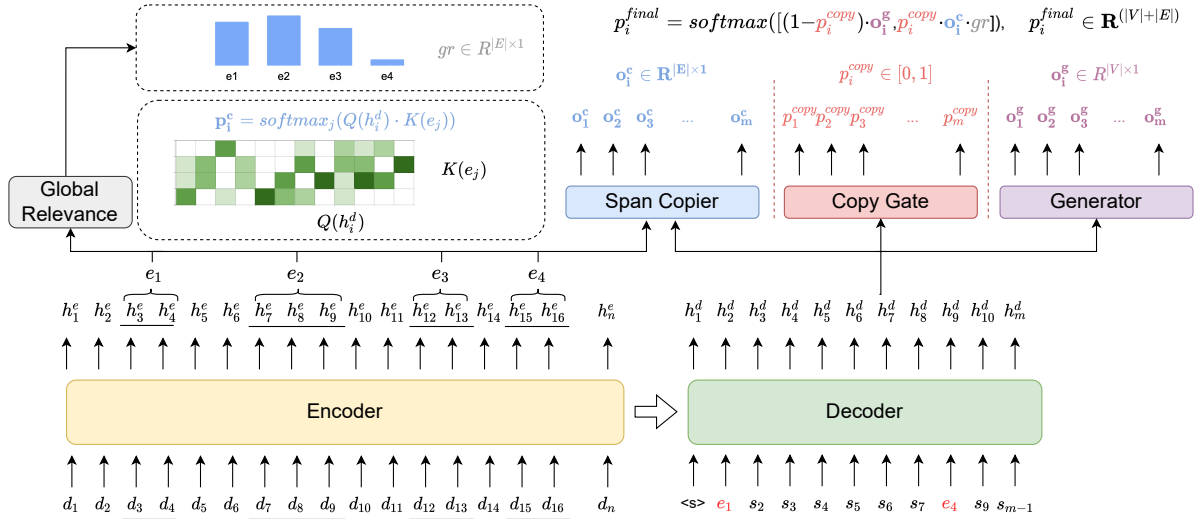 p_i^{final} = softmax([(1−p_i^{copy})·o_i^g, p_i^{copy}·o_i^c·gr]), p_i^{final} ∈ R^{(|V|+|E|)}
e1 e2 e3 e4
gr ∈ R^{|E|×1}
p_i^c = softmax_j(Q(h_i^d) · K(e_j))
K(e_j)
Q(h_i^d)
Global
Relevance
o_i^c ∈ R^{|E|×1}
p_i^{copy} ∈ [0, 1]
o_i^g ∈ R^{|V|×1}
o_1^c o_2^c o_3^c ... o_m^c
p_1^{copy} p_2^{copy} p_3^{copy} ... p_m^{copy}
o_1^g o_2^g o_3^g ... o_m^g
Span Copier
Copy Gate
Generator
e_1 e_2 e_3 e_4
h_1^e h_2^e h_3^e h_4^e h_5^e h_6^e h_7^e h_8^e h_9^e h_10^e h_11^e h_12^e h_13^e h_14^e h_15^e h_16^e h_n^e
h_1^d h_2^d h_3^d h_4^d h_5^d h_6^d h_7^d h_8^d h_9^d h_10^d h_m^d
Encoder
Decoder
d_1 d_2 d_3 d_4 d_5 d_6 d_7 d_8 d_9 d_10 d_11 d_12 d_13 d_14 d_15 d_16 d_n
<s> e_1 s_2 s_3 s_4 s_5 s_6 s_7 e_4 s_9 s_{m−1}